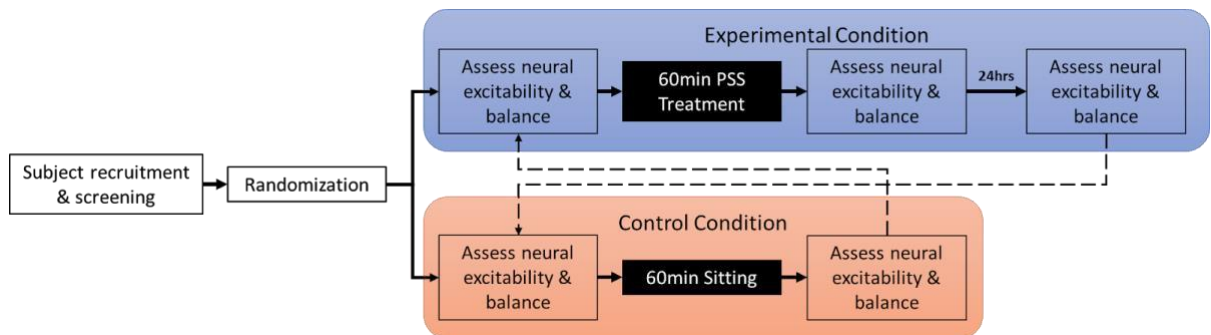 Experimental Condition
Assess neural
excitability &
balance
60min PSS
Treatment
Assess neural
excitability &
balance
24hrs
Assess neural
excitability &
balance
Subject recruitment
& screening
Randomization
Control Condition
Assess neural
excitability &
balance
60min Sitting
Assess neural
excitability &
balance